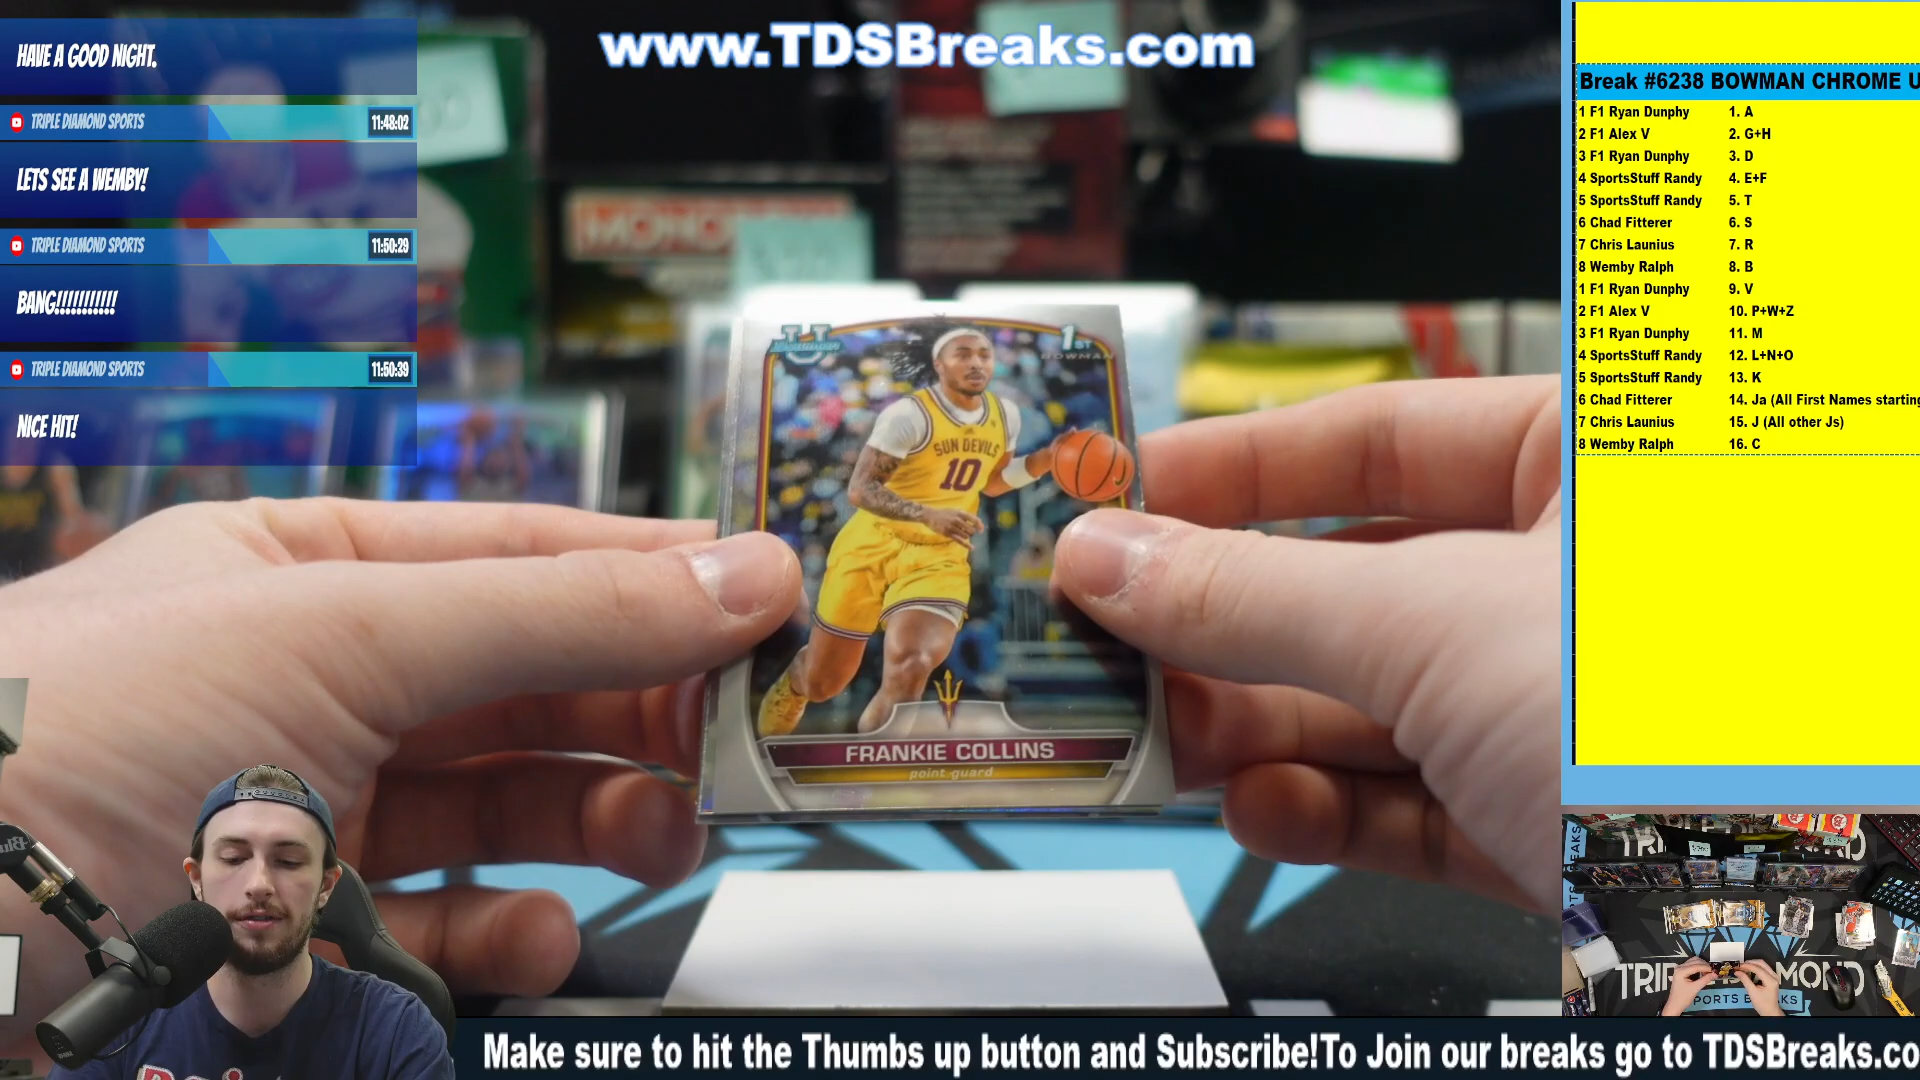 www.TDSBreaks.com
HAVE A GOOD NIGHT.
TRIPLE DIAMOND SPORTS 11:48:02
LETS SEE A WEMBY!
TRIPLE DIAMOND SPORTS 11:50:29
BANG!!!!!!!!!!!
TRIPLE DIAMOND SPORTS 11:50:39
NICE HIT!
Break #6238 BOWMAN CHROME U
1 F1 Ryan Dunphy 1. A
2 F1 Alex V 2. G+H
3 F1 Ryan Dunphy 3. D
4 SportsStuff Randy 4. E+F
5 SportsStuff Randy 5. T
6 Chad Fitterer 6. S
7 Chris Launius 7. R
8 Wemby Ralph 8. B
1 F1 Ryan Dunphy 9. V
2 F1 Alex V 10. P+W+Z
3 F1 Ryan Dunphy 11. M
4 SportsStuff Randy 12. L+N+O
5 SportsStuff Randy 13. K
6 Chad Fitterer 14. Ja (All First Names starting
7 Chris Launius 15. J (All other Js)
8 Wemby Ralph 16. C
1ST
BOWMAN
SUN DEVILS
10
FRANKIE COLLINS
point guard
Make sure to hit the Thumbs up button and Subscribe!To Join our breaks go to TDSBreaks.co